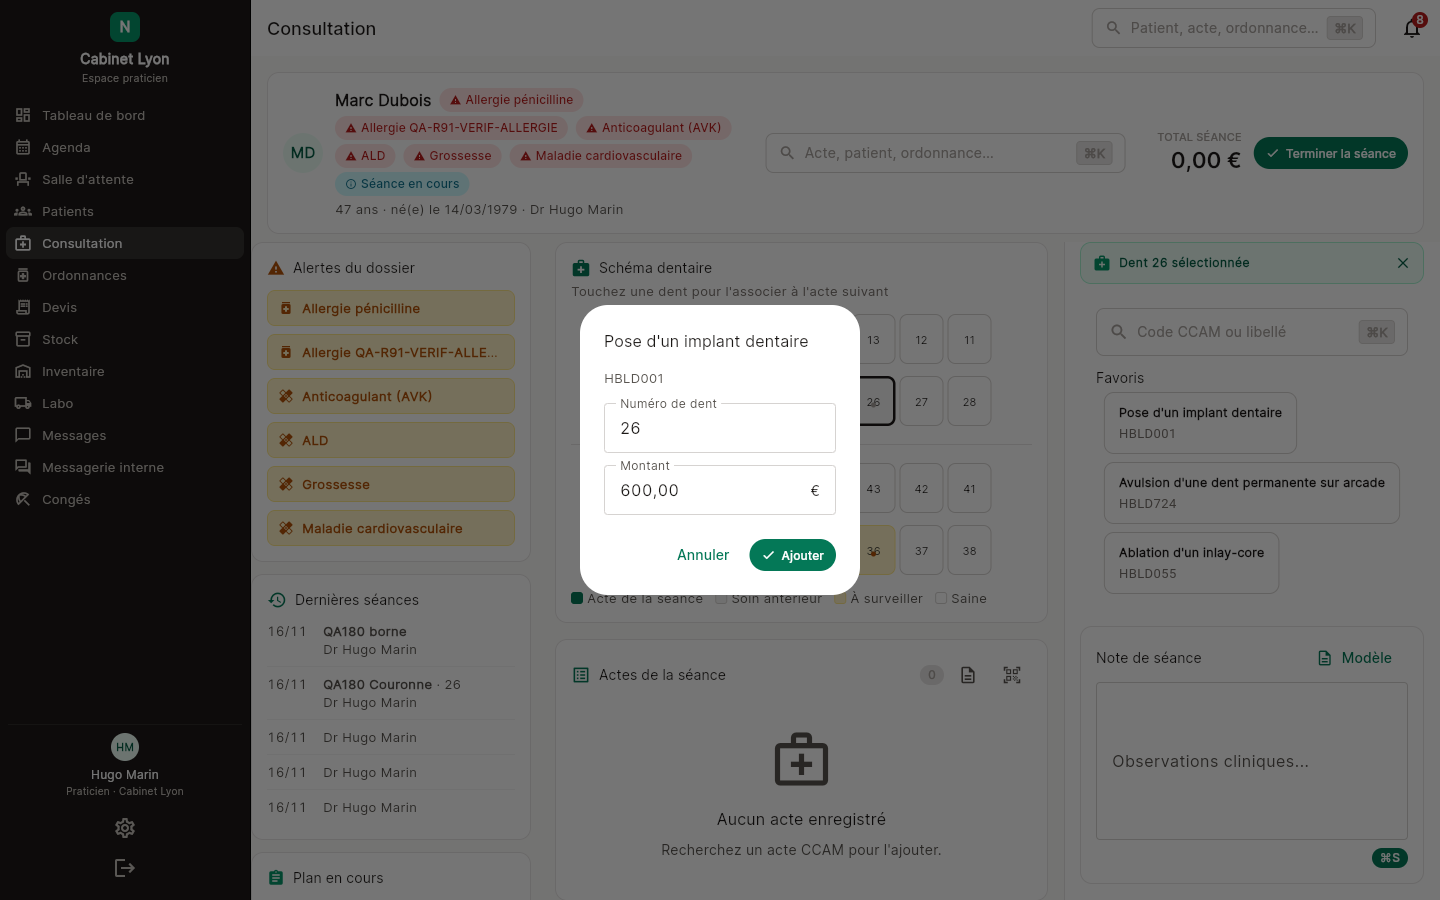 N
Cabinet Lyon
Espace praticien
Tableau de bord
Agenda
Salle d'attente
Patients
Consultation
Ordonnances
Devis
Stock
Inventaire
Labo
Messages
Messagerie interne
Congés
HM
Hugo Marin
Praticien · Cabinet Lyon
Consultation
Patient, acte, ordonnance... ⌘K
8
MD
Marc Dubois
Allergie pénicilline
Allergie QA-R91-VERIF-ALLERGIE
Anticoagulant (AVK)
ALD
Grossesse
Maladie cardiovasculaire
Séance en cours
47 ans · né(e) le 14/03/1979 · Dr Hugo Marin
Acte, patient, ordonnance... ⌘K
TOTAL SÉANCE
0,00 €
Terminer la séance
Alertes du dossier
Allergie pénicilline
Allergie QA-R91-VERIF-ALLE...
Anticoagulant (AVK)
ALD
Grossesse
Maladie cardiovasculaire
Dernières séances
16/11 QA180 borne
Dr Hugo Marin
16/11 QA180 Couronne · 26
Dr Hugo Marin
16/11 Dr Hugo Marin
16/11 Dr Hugo Marin
16/11 Dr Hugo Marin
Plan en cours
Schéma dentaire
Touchez une dent pour l'associer à l'acte suivant
13 12 11
26 27 28
43 42 41
36 37 38
Acte de la séance Soin antérieur À surveiller Saine
Pose d'un implant dentaire
HBLD001
Numéro de dent
26
Montant
600,00 €
Annuler
Ajouter
Actes de la séance
0
Aucun acte enregistré
Recherchez un acte CCAM pour l'ajouter.
Dent 26 sélectionnée
Code CCAM ou libellé ⌘K
Favoris
Pose d'un implant dentaire
HBLD001
Avulsion d'une dent permanente sur arcade
HBLD724
Ablation d'un inlay-core
HBLD055
Note de séance
Modèle
Observations cliniques...
⌘S